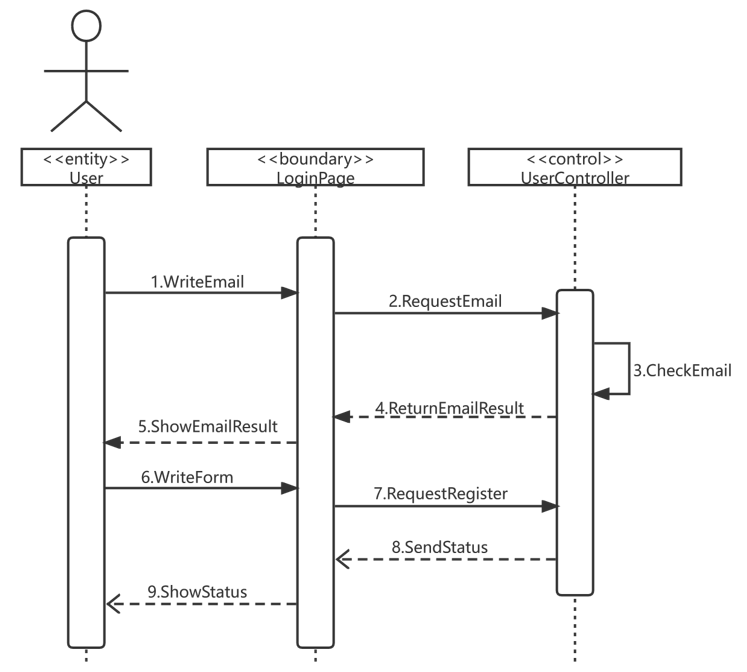 <<entity>>
User
<<boundary>>
LoginPage
<<control>>
UserController
1.WriteEmail
2.RequestEmail
3.CheckEmail
4.ReturnEmailResult
5.ShowEmailResult
6.WriteForm
7.RequestRegister
8.SendStatus
9.ShowStatus